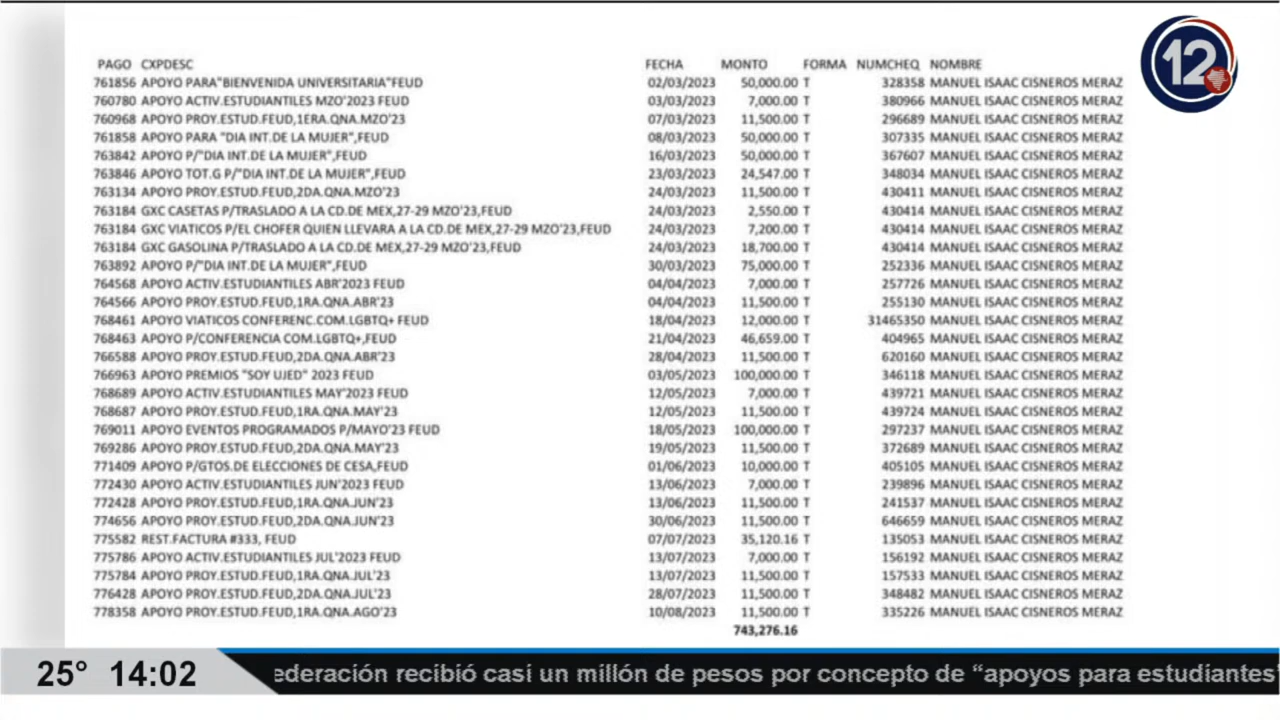 12
PAGO CXPDESC FECHA MONTO FORMA NUMCHEQ NOMBRE
761856 APOYO PARA"BIENVENIDA UNIVERSITARIA"FEUD 02/03/2023 50,000.00 T 328358 MANUEL ISAAC CISNEROS MERAZ
760780 APOYO ACTIV.ESTUDIANTILES MZO'2023 FEUD 03/03/2023 7,000.00 T 380966 MANUEL ISAAC CISNEROS MERAZ
760968 APOYO PROY.ESTUD.FEUD,1ERA.QNA.MZO'23 07/03/2023 11,500.00 T 296689 MANUEL ISAAC CISNEROS MERAZ
761858 APOYO PARA "DIA INT.DE LA MUJER",FEUD 08/03/2023 50,000.00 T 307335 MANUEL ISAAC CISNEROS MERAZ
763842 APOYO P/"DIA INT.DE LA MUJER",FEUD 16/03/2023 50,000.00 T 367607 MANUEL ISAAC CISNEROS MERAZ
763846 APOYO TOT.G P/"DIA INT.DE LA MUJER",FEUD 23/03/2023 24,547.00 T 348034 MANUEL ISAAC CISNEROS MERAZ
763134 APOYO PROY.ESTUD.FEUD,2DA.QNA.MZO'23 24/03/2023 11,500.00 T 430411 MANUEL ISAAC CISNEROS MERAZ
763184 GXC CASETAS P/TRASLADO A LA CD.DE MEX,27-29 MZO'23,FEUD 24/03/2023 2,550.00 T 430414 MANUEL ISAAC CISNEROS MERAZ
763184 GXC VIATICOS P/EL CHOFER QUIEN LLEVARA A LA CD.DE MEX,27-29 MZO'23,FEUD 24/03/2023 7,200.00 T 430414 MANUEL ISAAC CISNEROS MERAZ
763184 GXC GASOLINA P/TRASLADO A LA CD.DE MEX,27-29 MZO'23,FEUD 24/03/2023 18,700.00 T 430414 MANUEL ISAAC CISNEROS MERAZ
763892 APOYO P/"DIA INT.DE LA MUJER",FEUD 30/03/2023 75,000.00 T 252336 MANUEL ISAAC CISNEROS MERAZ
764568 APOYO ACTIV.ESTUDIANTILES ABR'2023 FEUD 04/04/2023 7,000.00 T 257726 MANUEL ISAAC CISNEROS MERAZ
764566 APOYO PROY.ESTUD.FEUD,1RA.QNA.ABR'23 04/04/2023 11,500.00 T 255130 MANUEL ISAAC CISNEROS MERAZ
768461 APOYO VIATICOS CONFERENC.COM.LGBTQ+ FEUD 18/04/2023 12,000.00 T 31465350 MANUEL ISAAC CISNEROS MERAZ
768463 APOYO P/CONFERENCIA COM.LGBTQ+,FEUD 21/04/2023 46,659.00 T 404965 MANUEL ISAAC CISNEROS MERAZ
766588 APOYO PROY.ESTUD.FEUD,2DA.QNA.ABR'23 28/04/2023 11,500.00 T 620160 MANUEL ISAAC CISNEROS MERAZ
766963 APOYO PREMIOS "SOY UJED" 2023 FEUD 03/05/2023 100,000.00 T 346118 MANUEL ISAAC CISNEROS MERAZ
768689 APOYO ACTIV.ESTUDIANTILES MAY'2023 FEUD 12/05/2023 7,000.00 T 439721 MANUEL ISAAC CISNEROS MERAZ
768687 APOYO PROY.ESTUD.FEUD,1RA.QNA.MAY'23 12/05/2023 11,500.00 T 439724 MANUEL ISAAC CISNEROS MERAZ
769011 APOYO EVENTOS PROGRAMADOS P/MAYO'23 FEUD 18/05/2023 100,000.00 T 297237 MANUEL ISAAC CISNEROS MERAZ
769286 APOYO PROY.ESTUD.FEUD,2DA.QNA.MAY'23 19/05/2023 11,500.00 T 372689 MANUEL ISAAC CISNEROS MERAZ
771409 APOYO P/GTOS.DE ELECCIONES DE CESA,FEUD 01/06/2023 10,000.00 T 405105 MANUEL ISAAC CISNEROS MERAZ
772430 APOYO ACTIV.ESTUDIANTILES JUN'2023 FEUD 13/06/2023 7,000.00 T 239896 MANUEL ISAAC CISNEROS MERAZ
772428 APOYO PROY.ESTUD.FEUD,1RA.QNA.JUN'23 13/06/2023 11,500.00 T 241537 MANUEL ISAAC CISNEROS MERAZ
774656 APOYO PROY.ESTUD.FEUD,2DA.QNA.JUN'23 30/06/2023 11,500.00 T 646659 MANUEL ISAAC CISNEROS MERAZ
775582 REST.FACTURA #333, FEUD 07/07/2023 35,120.16 T 135053 MANUEL ISAAC CISNEROS MERAZ
775786 APOYO ACTIV.ESTUDIANTILES JUL'2023 FEUD 13/07/2023 7,000.00 T 156192 MANUEL ISAAC CISNEROS MERAZ
775784 APOYO PROY.ESTUD.FEUD,1RA.QNA.JUL'23 13/07/2023 11,500.00 T 157533 MANUEL ISAAC CISNEROS MERAZ
776428 APOYO PROY.ESTUD.FEUD,2DA.QNA.JUL'23 28/07/2023 11,500.00 T 348482 MANUEL ISAAC CISNEROS MERAZ
778358 APOYO PROY.ESTUD.FEUD,1RA.QNA.AGO'23 10/08/2023 11,500.00 T 335226 MANUEL ISAAC CISNEROS MERAZ
743,276.16
25° 14:02 ederación recibió casi un millón de pesos por concepto de “apoyos para estudiantes